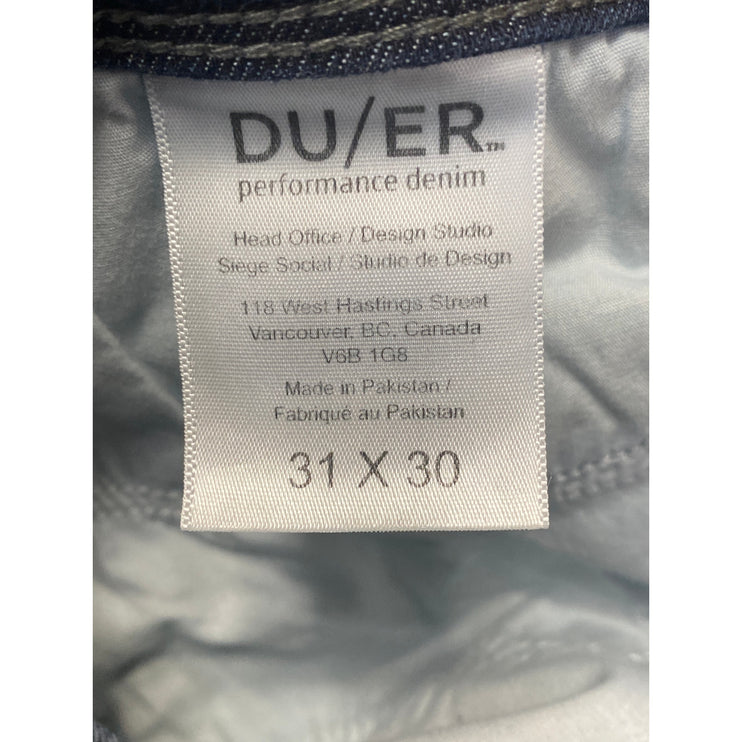 DU/ER™
performance denim
Head Office / Design Studio
Siege Social / Studio de Design
118 West Hastings Street
Vancouver, BC, Canada
V6B 1G8
Made in Pakistan /
Fabriqué au Pakistan
31 X 30